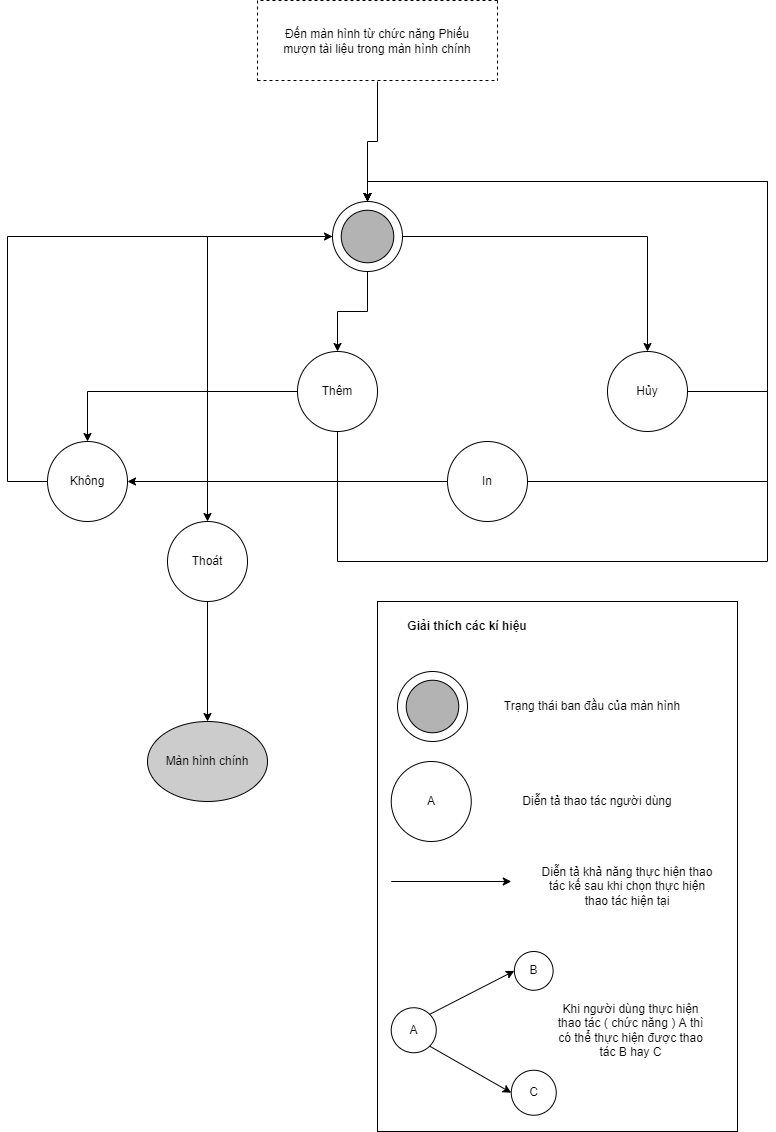 Đến màn hình từ chức năng Phiếu
mượn tài liệu trong màn hình chính
Thêm
Hủy
Không
In
Thoát
Màn hình chính
Giải thích các kí hiệu
Trạng thái ban đầu của màn hình
A
Diễn tả thao tác người dùng
Diễn tả khả năng thực hiện thao
tác kế sau khi chọn thực hiện
thao tác hiện tại
B
A
C
Khi người dùng thực hiện
thao tác ( chức năng ) A thì
có thể thực hiện được thao
tác B hay C